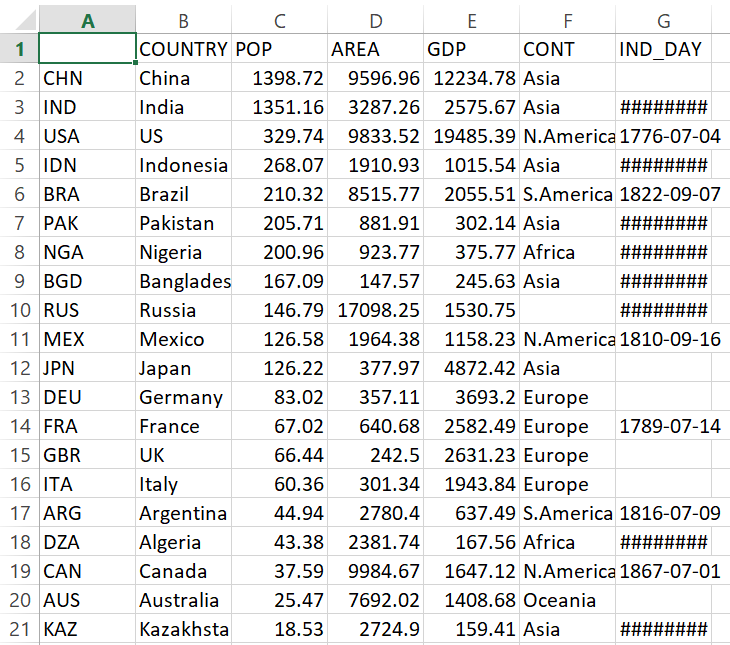 A B C D E F G
1 COUNTRY POP AREA GDP CONT IND_DAY
2 CHN China 1398.72 9596.96 12234.78 Asia
3 IND India 1351.16 3287.26 2575.67 Asia ########
4 USA US 329.74 9833.52 19485.39 N.America 1776-07-04
5 IDN Indonesia 268.07 1910.93 1015.54 Asia ########
6 BRA Brazil 210.32 8515.77 2055.51 S.America 1822-09-07
7 PAK Pakistan 205.71 881.91 302.14 Asia ########
8 NGA Nigeria 200.96 923.77 375.77 Africa ########
9 BGD Banglades 167.09 147.57 245.63 Asia ########
10 RUS Russia 146.79 17098.25 1530.75 ########
11 MEX Mexico 126.58 1964.38 1158.23 N.America 1810-09-16
12 JPN Japan 126.22 377.97 4872.42 Asia
13 DEU Germany 83.02 357.11 3693.2 Europe
14 FRA France 67.02 640.68 2582.49 Europe 1789-07-14
15 GBR UK 66.44 242.5 2631.23 Europe
16 ITA Italy 60.36 301.34 1943.84 Europe
17 ARG Argentina 44.94 2780.4 637.49 S.America 1816-07-09
18 DZA Algeria 43.38 2381.74 167.56 Africa ########
19 CAN Canada 37.59 9984.67 1647.12 N.America 1867-07-01
20 AUS Australia 25.47 7692.02 1408.68 Oceania
21 KAZ Kazakhsta 18.53 2724.9 159.41 Asia ########